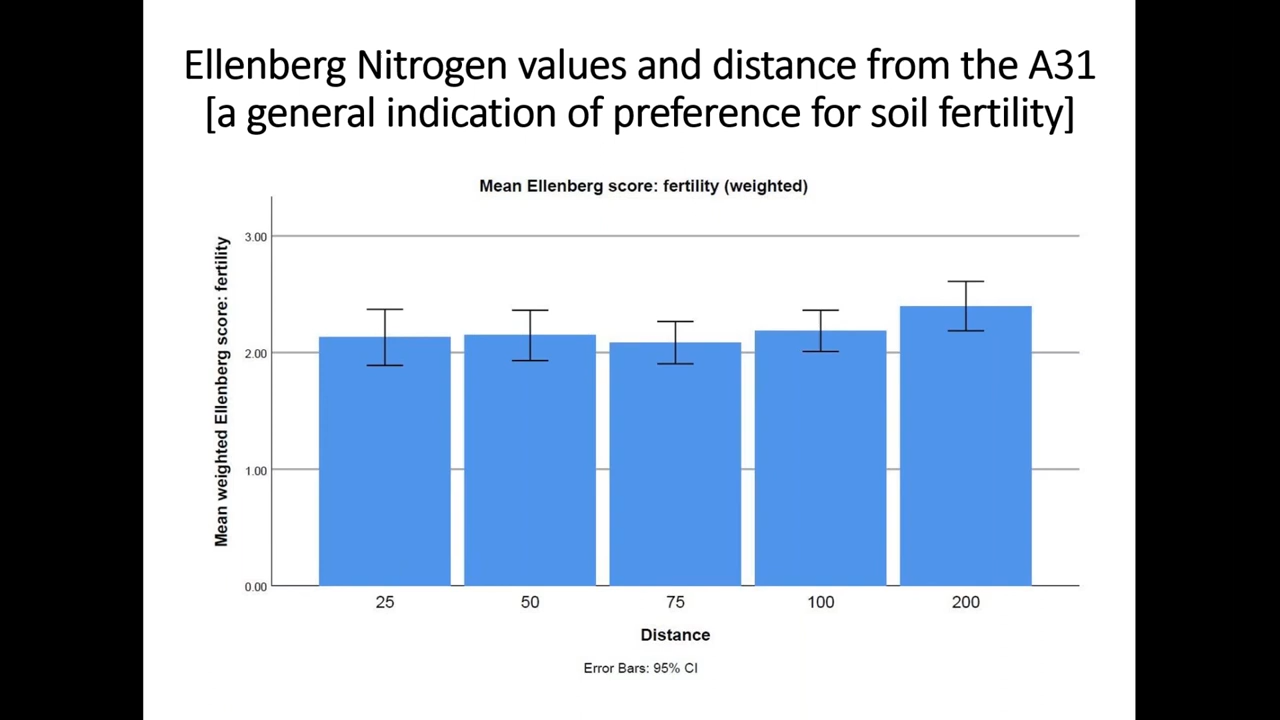 Ellenberg Nitrogen values and distance from the A31
[a general indication of preference for soil fertility]
Mean Ellenberg score: fertility (weighted)
Mean weighted Ellenberg score: fertility
3.00
2.00
1.00
0.00
25 50 75 100 200
Distance
Error Bars: 95% CI